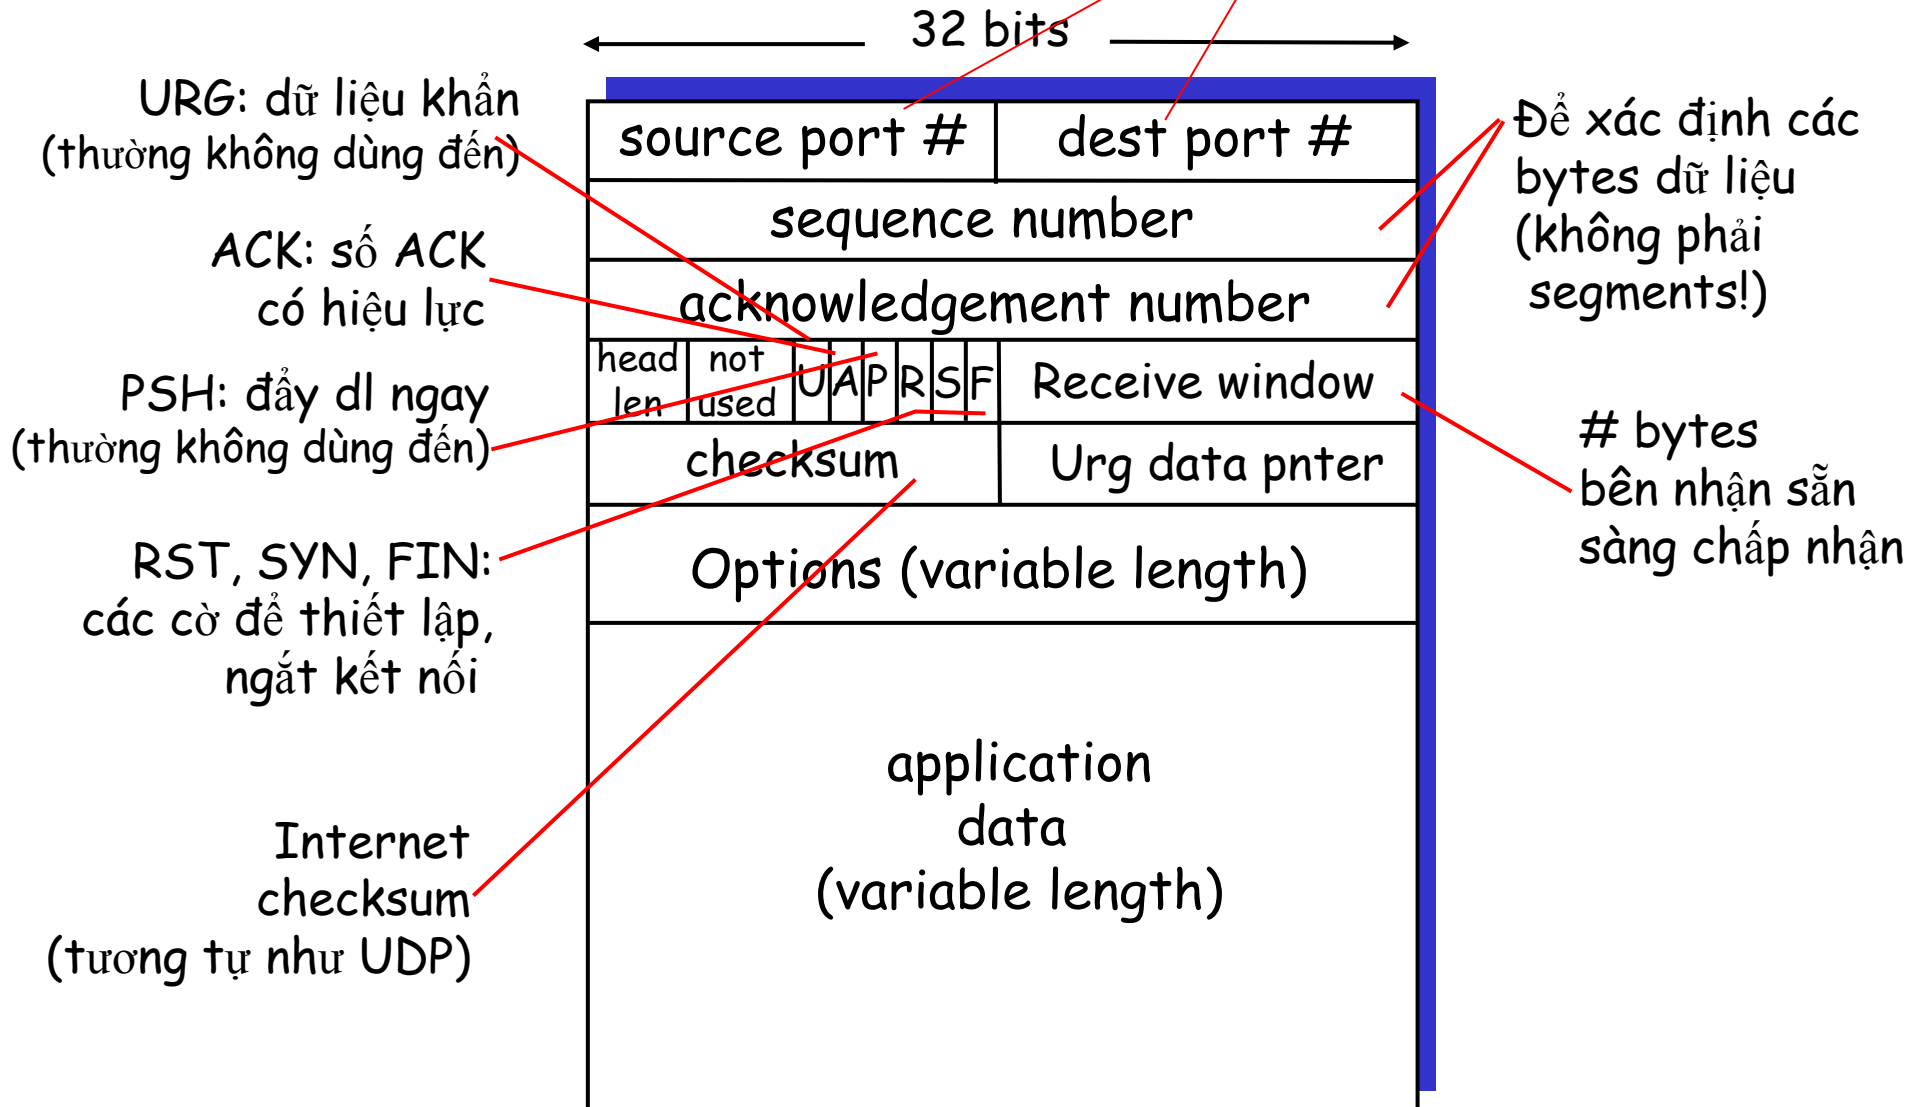 32 bits
URG: dữ liệu khẩn
(thường không dùng đến)
ACK: số ACK
có hiệu lực
PSH: đẩy dl ngay
(thường không dùng đến)
RST, SYN, FIN:
các cờ để thiết lập,
ngắt kết nối
Internet
checksum
(tương tự như UDP)
source port #
dest port #
sequence number
acknowledgement number
head
len
not
used
U
A
P
R
S
F
Receive window
checksum
Urg data pnter
Options (variable length)
application
data
(variable length)
Để xác định các
bytes dữ liệu
(không phải
segments!)
# bytes
bên nhận sẵn
sàng chấp nhận